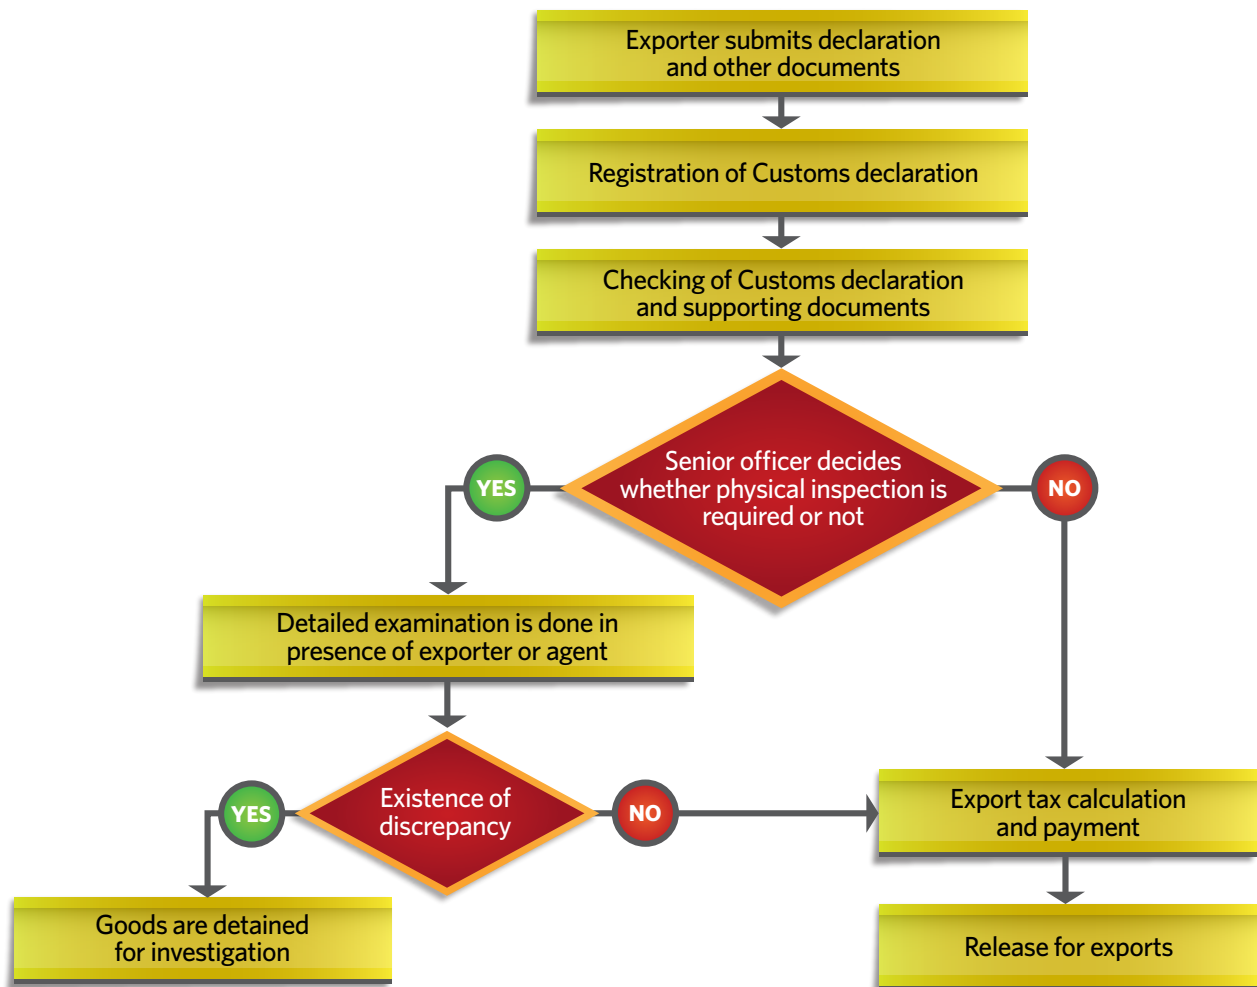 Exporter submits declaration
and other documents
Registration of Customs declaration
Checking of Customs declaration
and supporting documents
Senior officer decides
whether physical inspection is
required or not
YES
NO
Detailed examination is done in
presence of exporter or agent
Existence of
discrepancy
YES
NO
Export tax calculation
and payment
Goods are detained
for investigation
Release for exports